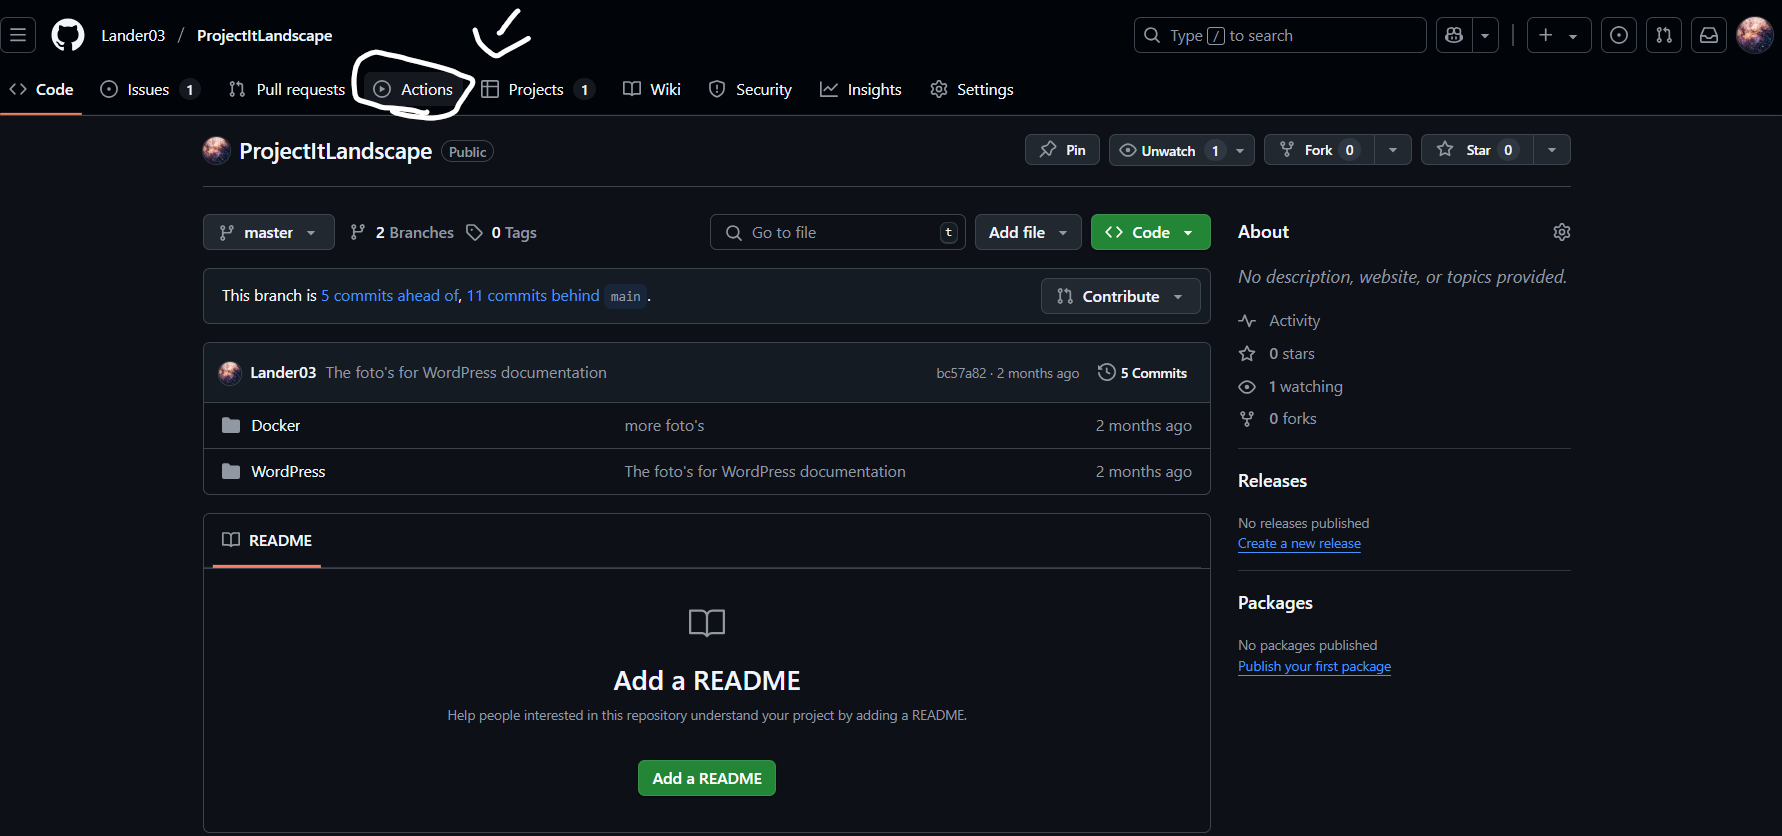 Lander03 / ProjectItLandscape
Type / to search
Code
Issues 1
Pull requests
Actions
Projects 1
Wiki
Security
Insights
Settings
ProjectItLandscape Public
Pin
Unwatch 1
Fork 0
Star 0
master
2 Branches
0 Tags
Go to file t
Add file
Code
This branch is 5 commits ahead of, 11 commits behind main .
Contribute
Lander03 The foto's for WordPress documentation bc57a82 · 2 months ago 5 Commits
Docker more foto's 2 months ago
WordPress The foto's for WordPress documentation 2 months ago
README
Add a README
Help people interested in this repository understand your project by adding a README.
Add a README
About
No description, website, or topics provided.
Activity
0 stars
1 watching
0 forks
Releases
No releases published
Create a new release
Packages
No packages published
Publish your first package